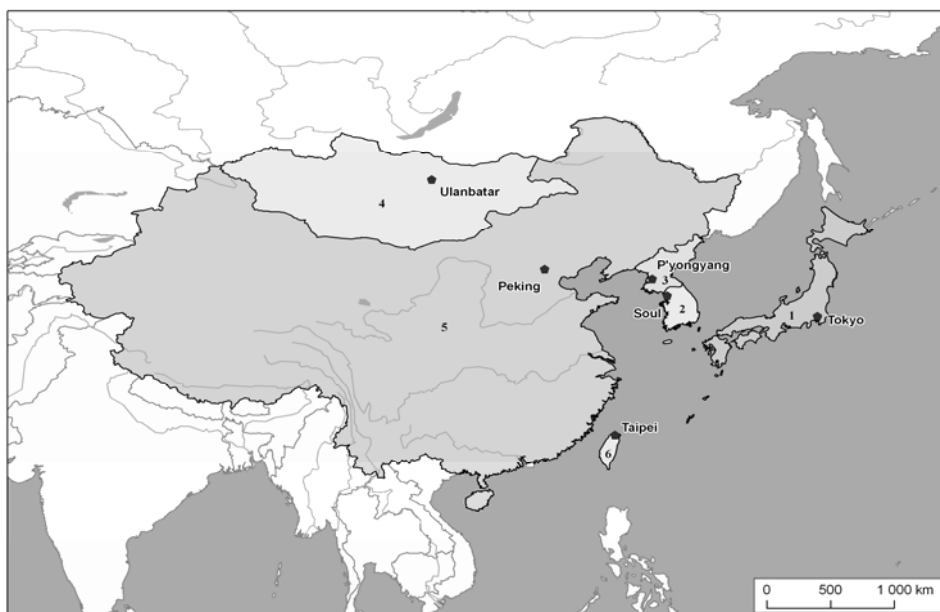 Ulanbatar
4
P'yongyang
3
Peking
Soul
2
1
Tokyo
5
Taipei
6
0 500 1 000 km